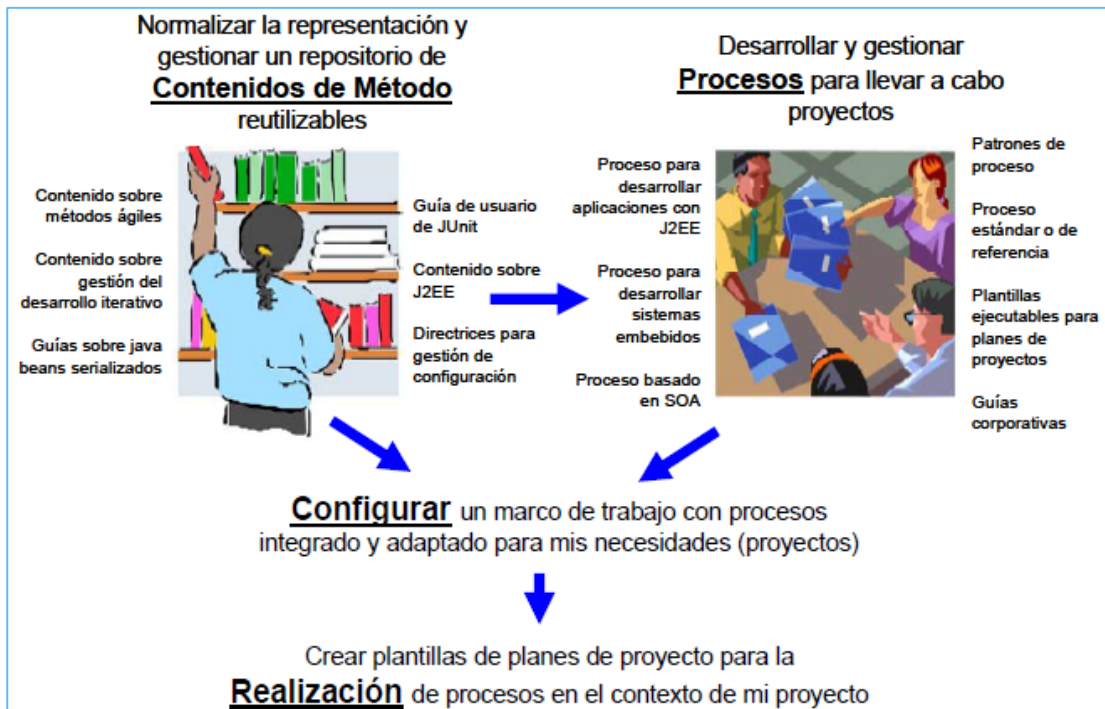 Normalizar la representación y
gestionar un repositorio de
Contenidos de Método
reutilizables
Contenido sobre
métodos ágiles
Contenido sobre
gestión del
desarrollo iterativo
Guías sobre java
beans serializados
Guía de usuario
de JUnit
Contenido sobre
J2EE
Directrices para
gestión de
configuración
Desarrollar y gestionar
Procesos para llevar a cabo
proyectos
Proceso para
desarrollar
aplicaciones con
J2EE
Proceso para
desarrollar
sistemas
embebidos
Proceso basado
en SOA
Patrones de
proceso
Proceso
estándar o de
referencia
Plantillas
ejecutables para
planes de
proyectos
Guías
corporativas
Configurar un marco de trabajo con procesos
integrado y adaptado para mis necesidades (proyectos)
Crear plantillas de planes de proyecto para la
Realización de procesos en el contexto de mi proyecto